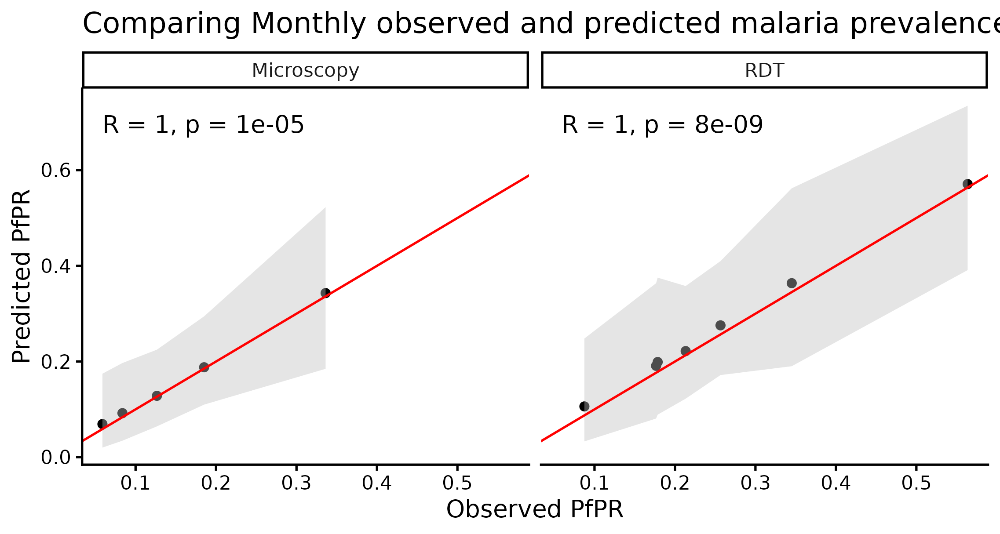 Comparing Monthly observed and predicted malaria prevalence
Microscopy
RDT
R = 1, p = 1e-05
R = 1, p = 8e-09
Predicted PfPR
0.6
0.4
0.2
0.0
0.1 0.2 0.3 0.4 0.5
0.1 0.2 0.3 0.4 0.5
Observed PfPR